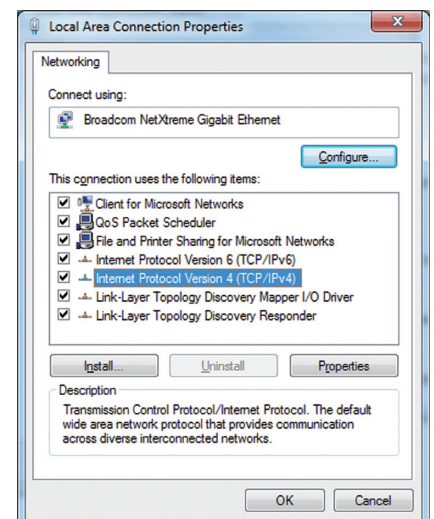 Local Area Connection Properties
Networking
Connect using:
Broadcom NetXtreme Gigabit Ethernet
Configure...
This connection uses the following items:
Client for Microsoft Networks
QoS Packet Scheduler
File and Printer Sharing for Microsoft Networks
Internet Protocol Version 6 (TCP/IPv6)
Internet Protocol Version 4 (TCP/IPv4)
Link-Layer Topology Discovery Mapper I/O Driver
Link-Layer Topology Discovery Responder
Install... Uninstall Properties
Description
Transmission Control Protocol/Internet Protocol. The default
wide area network protocol that provides communication
across diverse interconnected networks.
OK Cancel